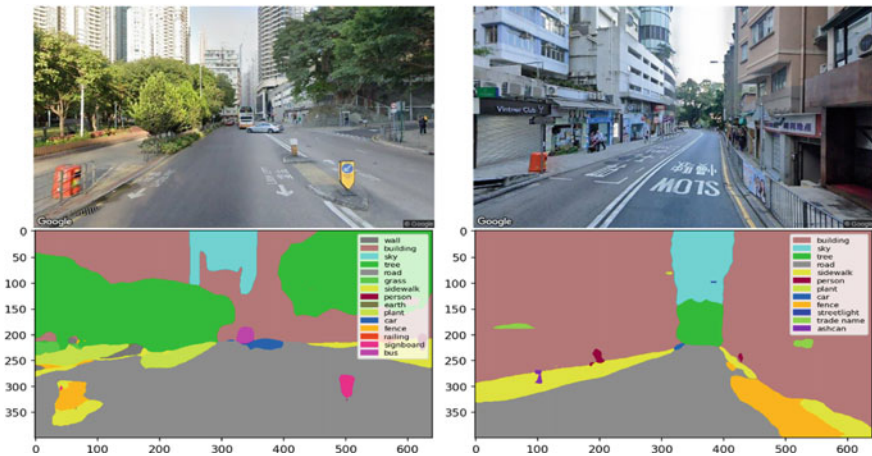 Google
© Google
Vintner Club
SLOW
慢駛
Google
© Google
0
50
100
150
200
250
300
350
0
100
200
300
400
500
600
wall
building
sky
tree
road
grass
sidewalk
person
earth
plant
car
fence
railing
signboard
bus
0
50
100
150
200
250
300
350
0
100
200
300
400
500
600
building
sky
tree
road
sidewalk
person
plant
car
fence
streetlight
trade name
ashcan